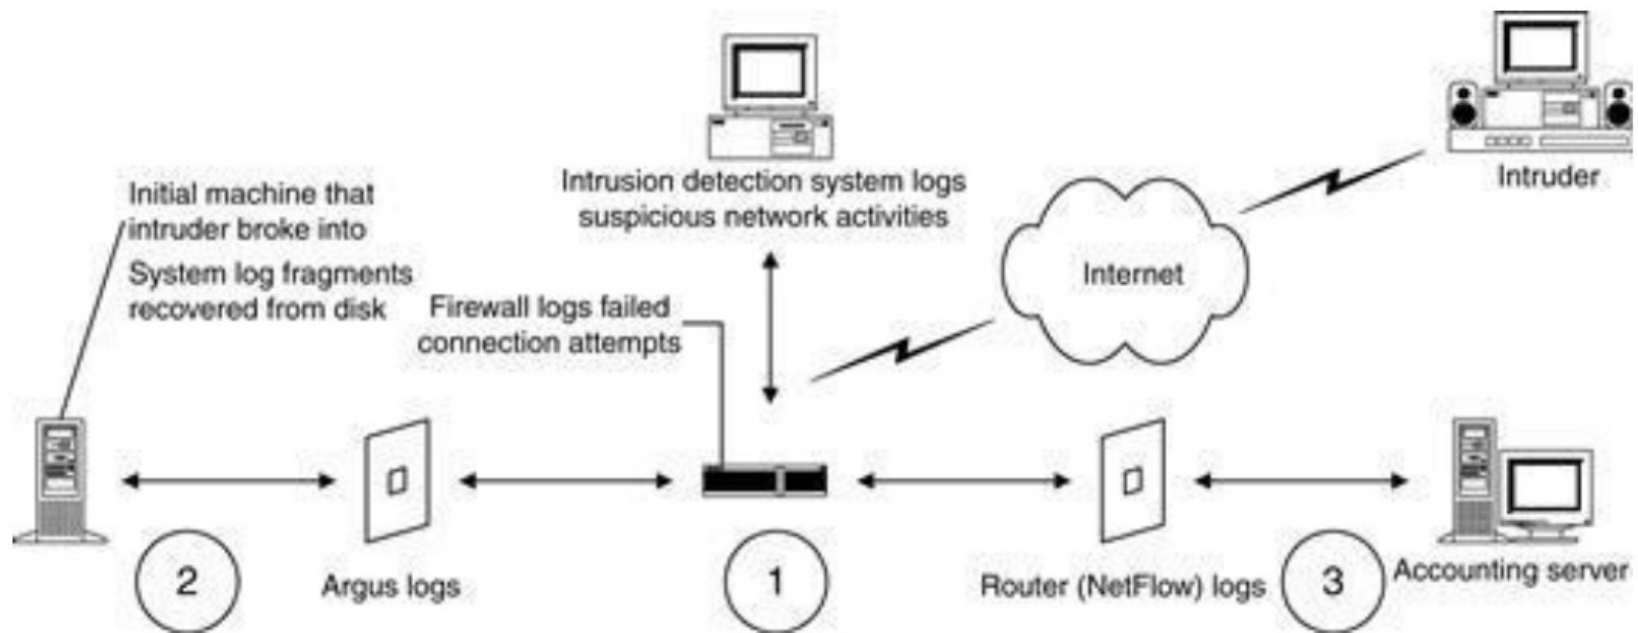 Intrusion detection system logs
suspicious network activities
Intruder
Initial machine that
intruder broke into
System log fragments
recovered from disk
Firewall logs failed
connection attempts
Internet
2
Argus logs
1
Router (NetFlow) logs
3
Accounting server